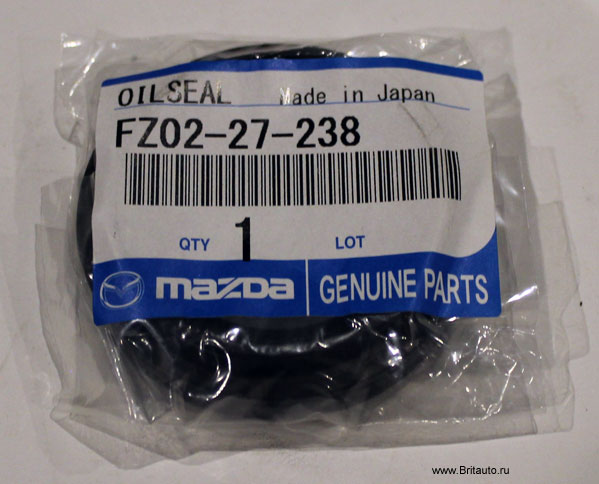 OILSEAL Made in Japan
FZ02-27-238
QTY 1 LOT
mazda GENUINE PARTS
www.Britauto.ru